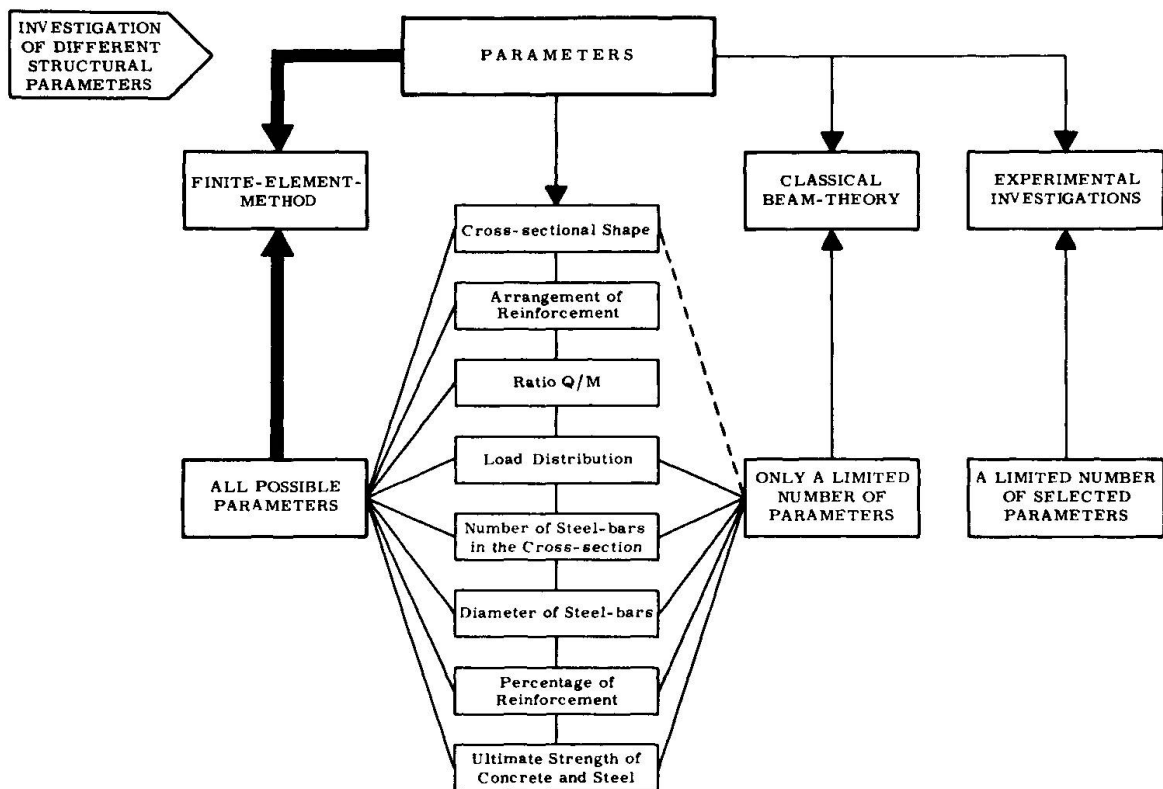 INVESTIGATION
OF DIFFERENT
STRUCTURAL
PARAMETERS
PARAMETERS
FINITE-ELEMENT-
METHOD
CLASSICAL
BEAM-THEORY
EXPERIMENTAL
INVESTIGATIONS
Cross-sectional Shape
Arrangement of
Reinforcement
Ratio Q/M
Load Distribution
Number of Steel-bars
in the Cross-section
Diameter of Steel-bars
Percentage of
Reinforcement
Ultimate Strength of
Concrete and Steel
ALL POSSIBLE
PARAMETERS
ONLY A LIMITED
NUMBER OF
PARAMETERS
A LIMITED NUMBER
OF SELECTED
PARAMETERS